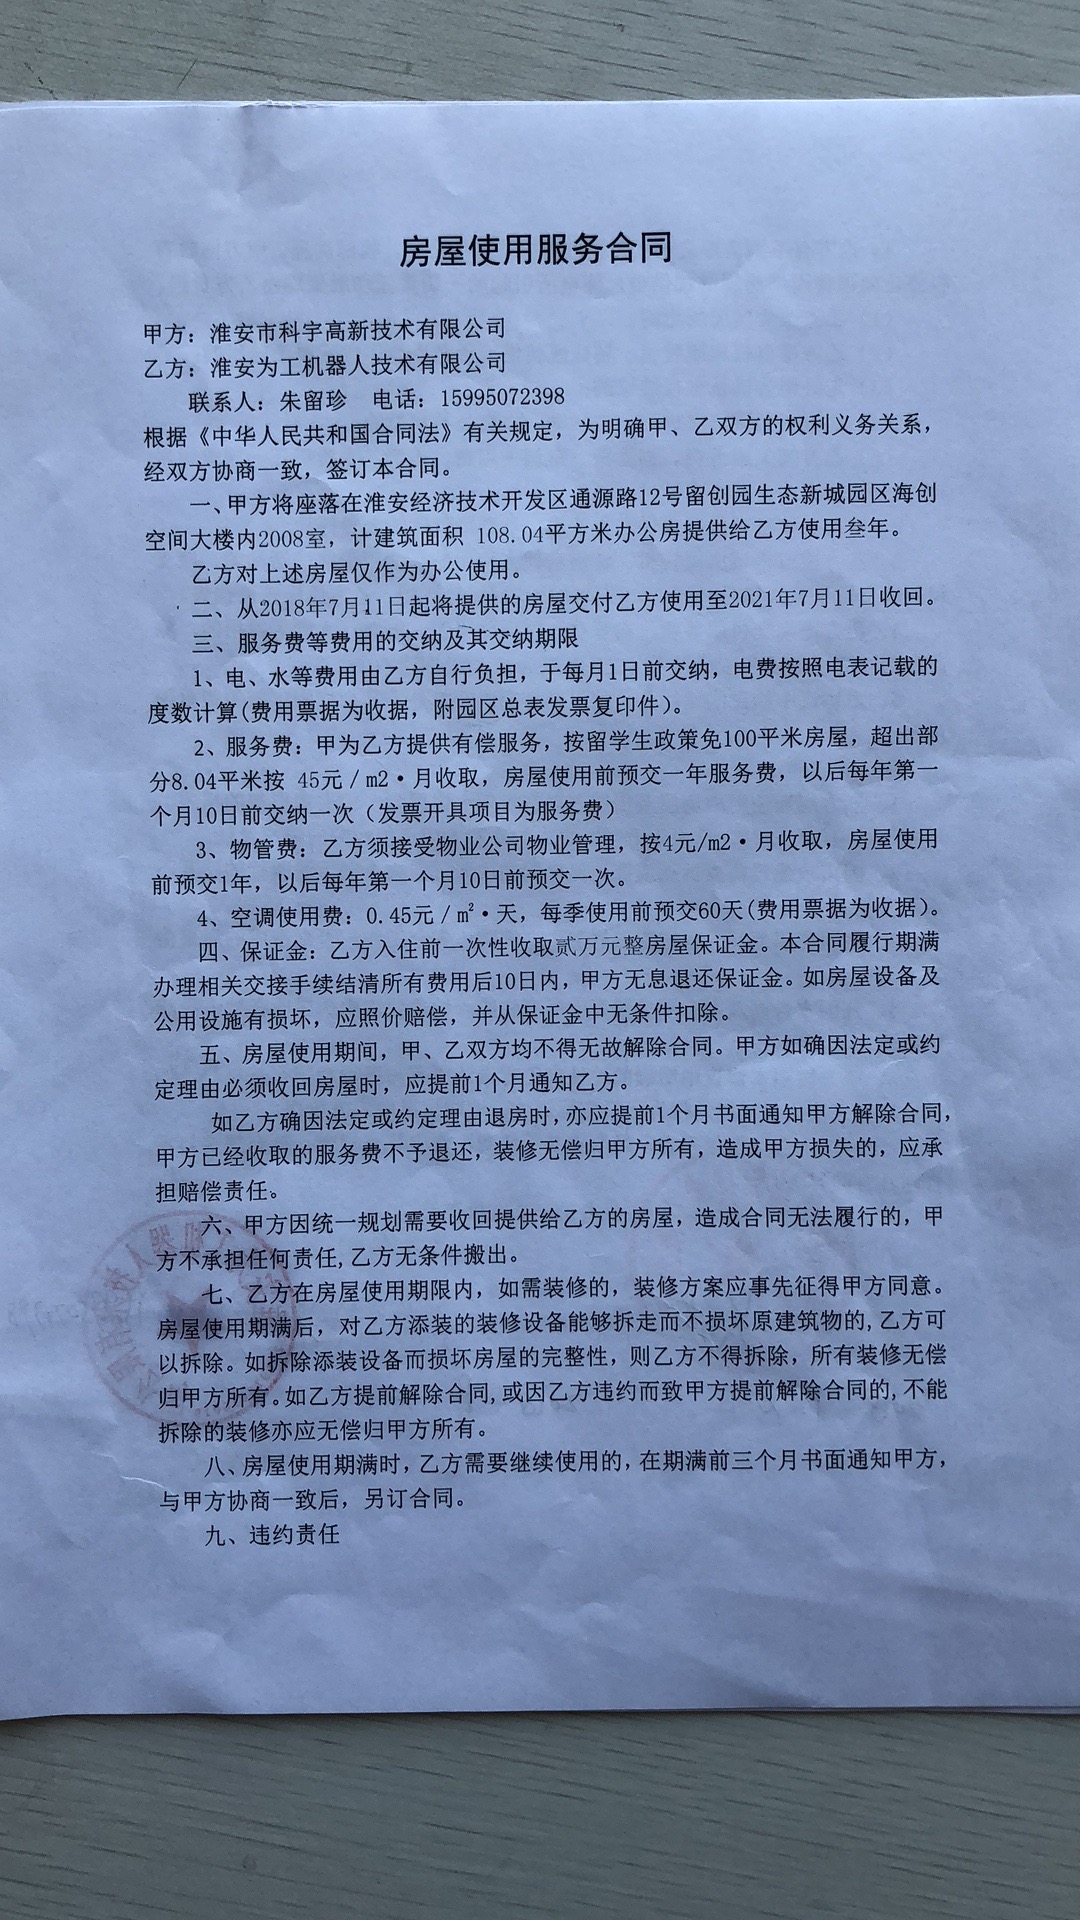 房屋使用服务合同
甲方：淮安市科宇高新技术有限公司
乙方：淮安为工机器人技术有限公司
联系人：朱留珍 电话：15995072398
根据《中华人民共和国合同法》有关规定，为明确甲、乙双方的权利义务关系，
经双方协商一致，签订本合同。
一、甲方将座落在淮安经济技术开发区通源路12号留创园生态新城园区海创
空间大楼内2008室，计建筑面积 108.04平方米办公房提供给乙方使用叁年。
乙方对上述房屋仅作为办公使用。
二、从2018年7月11日起将提供的房屋交付乙方使用至2021年7月11日收回。
三、服务费等费用的交纳及其交纳期限
1、电、水等费用由乙方自行负担，于每月1日前交纳，电费按照电表记载的
度数计算(费用票据为收据，附园区总表发票复印件)。
2、服务费：甲为乙方提供有偿服务，按留学生政策免100平米房屋，超出部
分8.04平米按 45元／m2·月收取，房屋使用前预交一年服务费，以后每年第一
个月10日前交纳一次（发票开具项目为服务费）
3、物管费：乙方须接受物业公司物业管理，按4元/m2·月收取，房屋使用
前预交1年，以后每年第一个月10日前预交一次。
4、空调使用费：0.45元／m²·天，每季使用前预交60天(费用票据为收据)。
四、保证金：乙方入住前一次性收取贰万元整房屋保证金。本合同履行期满
办理相关交接手续结清所有费用后10日内，甲方无息退还保证金。如房屋设备及
公用设施有损坏，应照价赔偿，并从保证金中无条件扣除。
五、房屋使用期间，甲、乙双方均不得无故解除合同。甲方如确因法定或约
定理由必须收回房屋时，应提前1个月通知乙方。
如乙方确因法定或约定理由退房时，亦应提前1个月书面通知甲方解除合同，
甲方已经收取的服务费不予退还，装修无偿归甲方所有，造成甲方损失的，应承
担赔偿责任。
六、甲方因统一规划需要收回提供给乙方的房屋，造成合同无法履行的，甲
方不承担任何责任,乙方无条件搬出。
七、乙方在房屋使用期限内，如需装修的，装修方案应事先征得甲方同意。
房屋使用期满后，对乙方添装的装修设备能够拆走而不损坏原建筑物的,乙方可
以拆除。如拆除添装设备而损坏房屋的完整性，则乙方不得拆除，所有装修无偿
归甲方所有。如乙方提前解除合同,或因乙方违约而致甲方提前解除合同的,不能
拆除的装修亦应无偿归甲方所有。
八、房屋使用期满时，乙方需要继续使用的，在期满前三个月书面通知甲方，
与甲方协商一致后，另订合同。
九、违约责任